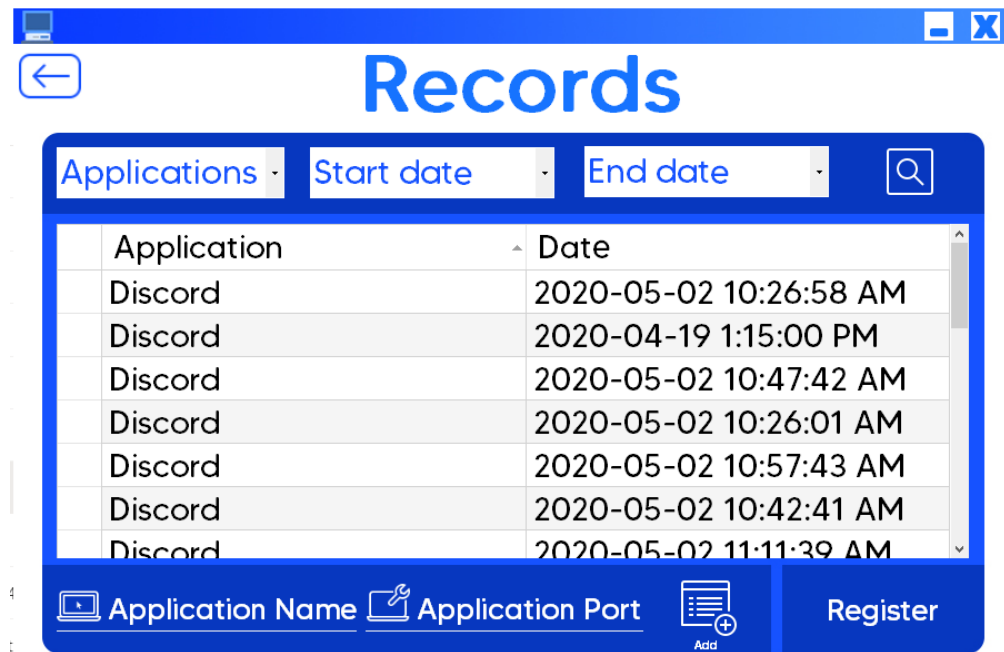 Records
Applications Start date End date
Application Date
Discord 2020-05-02 10:26:58 AM
Discord 2020-04-19 1:15:00 PM
Discord 2020-05-02 10:47:42 AM
Discord 2020-05-02 10:26:01 AM
Discord 2020-05-02 10:57:43 AM
Discord 2020-05-02 10:42:41 AM
Discord 2020-05-02 11:11:39 AM
Application Name Application Port Add Register